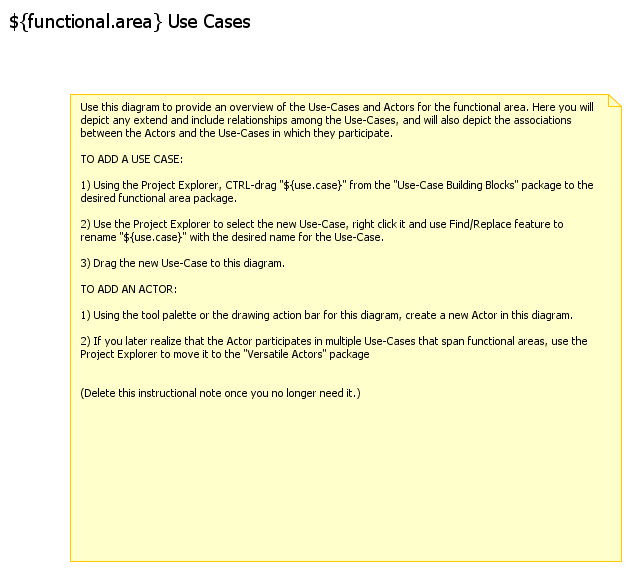 ${functional.area} Use Cases
Use this diagram to provide an overview of the Use-Cases and Actors for the functional area. Here you will
depict any extend and include relationships among the Use-Cases, and will also depict the associations
between the Actors and the Use-Cases in which they participate.
TO ADD A USE CASE:
1) Using the Project Explorer, CTRL-drag "${use.case}" from the "Use-Case Building Blocks" package to the
desired functional area package.
2) Use the Project Explorer to select the new Use-Case, right click it and use Find/Replace feature to
rename "${use.case}" with the desired name for the Use-Case.
3) Drag the new Use-Case to this diagram.
TO ADD AN ACTOR:
1) Using the tool palette or the drawing action bar for this diagram, create a new Actor in this diagram.
2) If you later realize that the Actor participates in multiple Use-Cases that span functional areas, use the
Project Explorer to move it to the "Versatile Actors" package
(Delete this instructional note once you no longer need it.)